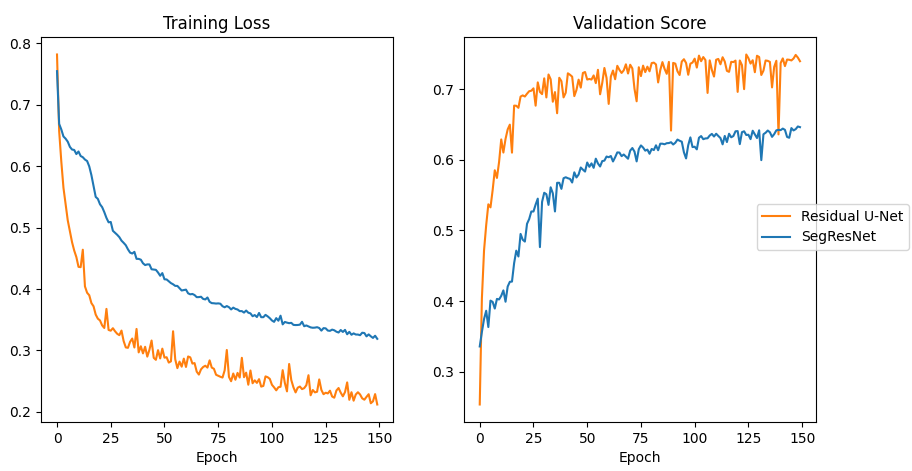 Training Loss
0.8
0.7
0.6
0.5
0.4
0.3
0.2
0 25 50 75 100 125 150
Epoch
Validation Score
0.7
0.6
0.5
0.4
0.3
0 25 50 75 100 125 150
Epoch
Residual U-Net
SegResNet